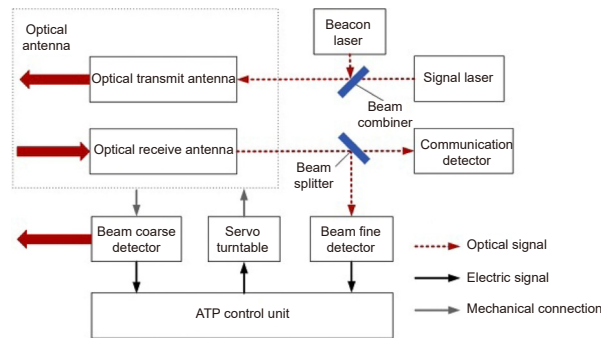 Optical
antenna
Beacon
laser
Optical transmit antenna
Signal laser
Beam
combiner
Optical receive antenna
Communication
detector
Beam
splitter
Beam coarse
detector
Servo
turntable
Beam fine
detector
Optical signal
Electric signal
Mechanical connection
ATP control unit